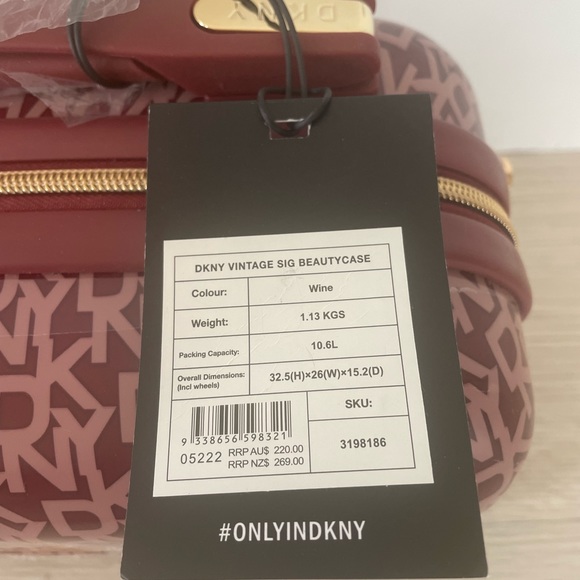 DKNY
DKNY VINTAGE SIG BEAUTYCASE
Colour: Wine
Weight: 1.13 KGS
Packing Capacity: 10.6L
Overall Dimensions: 32.5(H)×26(W)×15.2(D)
(Incl wheels)
SKU:
9 338656 598321
3198186
05222 RRP AU$ 220.00
RRP NZ$ 269.00
#ONLYINDKNY